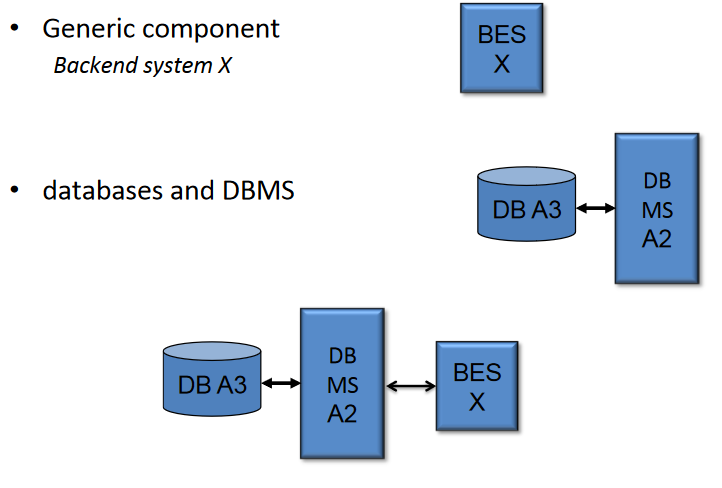 • Generic component
Backend system X
BES
X
• databases and DBMS
DB A3
DB
MS
A2
DB A3
DB
MS
A2
BES
X